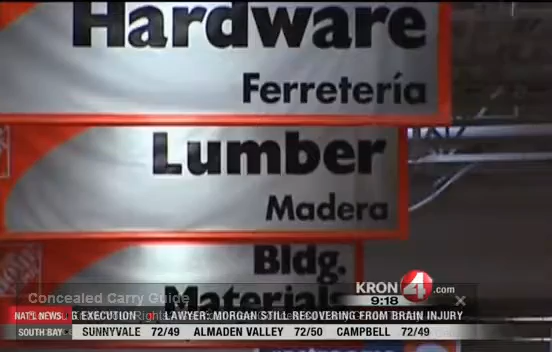 Hardware
Ferretería
Lumber
Madera
Bldg.
Materials
Concealed Carry Guide
KRON 4 .com
9:18
NAT'L NEWS: G EXECUTION LAWYER: MORGAN STILL RECOVERING FROM BRAIN INJURY
SOUTH BAY SUNNYVALE 72/49 ALMADEN VALLEY 72/50 CAMPBELL 72/49